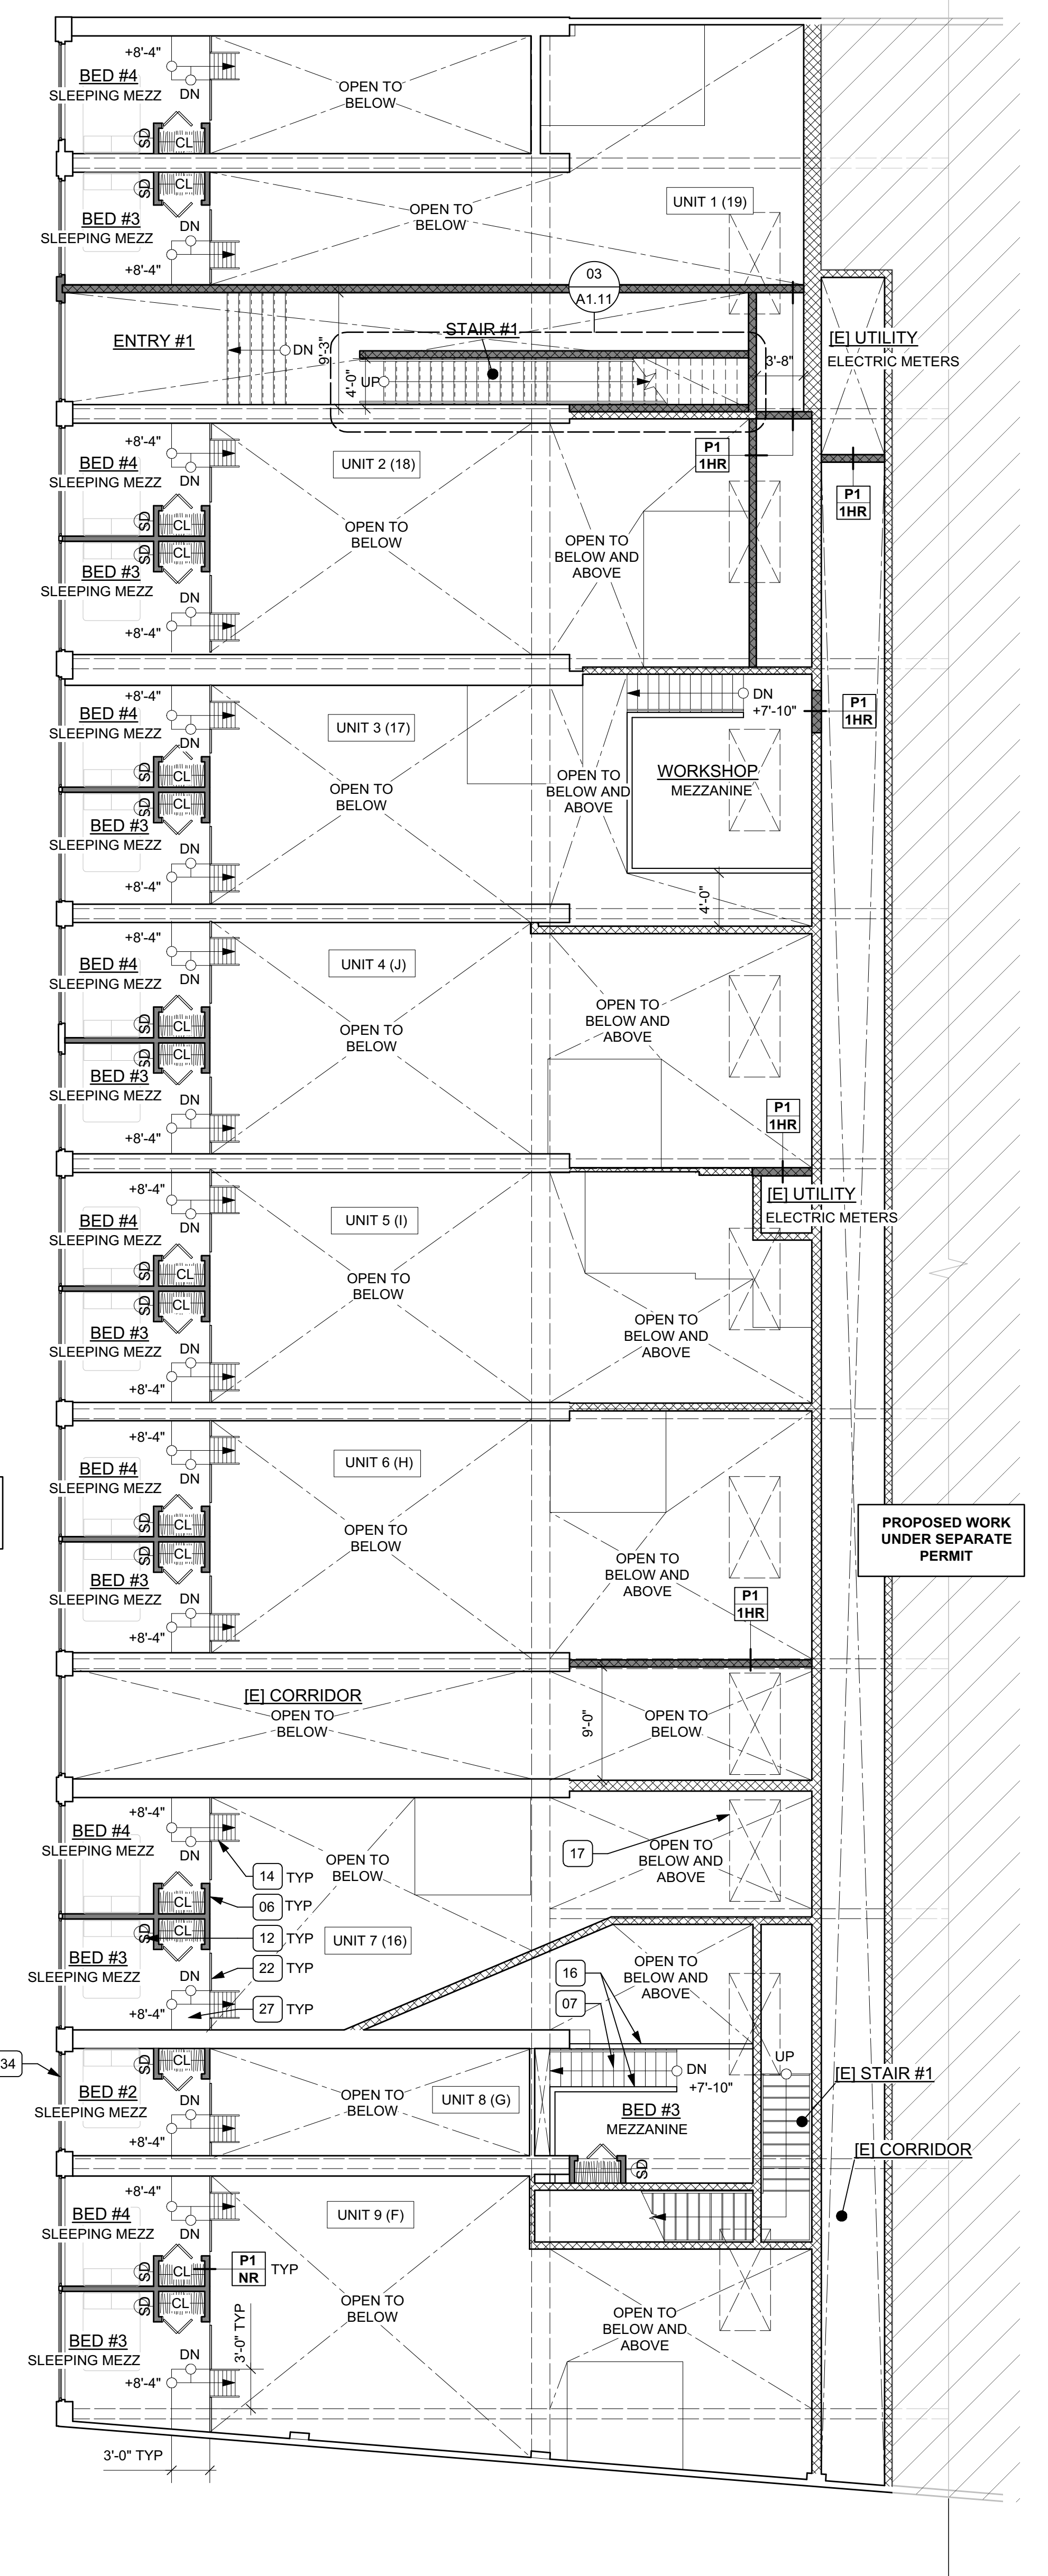 +8'-4"
BED #4
SLEEPING MEZZ
DN
OPEN TO
BELOW
SD
CL
SD
CL
BED #3
SLEEPING MEZZ
DN
+8'-4"
OPEN TO
BELOW
UNIT 1 (19)
03
A1.11
ENTRY #1
DN
9'-3"
STAIR #1
4'-0"
UP
3'-8"
[E] UTILITY
ELECTRIC METERS
+8'-4"
BED #4
SLEEPING MEZZ
DN
UNIT 2 (18)
P1
1HR
P1
1HR
SD
CL
SD
CL
OPEN TO
BELOW
OPEN TO
BELOW AND
ABOVE
BED #3
SLEEPING MEZZ
DN
+8'-4"
+8'-4"
BED #4
SLEEPING MEZZ
DN
UNIT 3 (17)
DN
+7'-10"
P1
1HR
WORKSHOP
MEZZANINE
SD
CL
SD
CL
OPEN TO
BELOW
OPEN TO
BELOW AND
ABOVE
BED #3
SLEEPING MEZZ
DN
+8'-4"
4'-0"
+8'-4"
BED #4
SLEEPING MEZZ
DN
UNIT 4 (J)
SD
CL
SD
CL
OPEN TO
BELOW
OPEN TO
BELOW AND
ABOVE
BED #3
SLEEPING MEZZ
DN
+8'-4"
P1
1HR
[E] UTILITY
ELECTRIC METERS
+8'-4"
BED #4
SLEEPING MEZZ
DN
UNIT 5 (I)
SD
CL
SD
CL
OPEN TO
BELOW
OPEN TO
BELOW AND
ABOVE
BED #3
SLEEPING MEZZ
DN
+8'-4"
+8'-4"
BED #4
SLEEPING MEZZ
DN
UNIT 6 (H)
SD
CL
SD
CL
OPEN TO
BELOW
OPEN TO
BELOW AND
ABOVE
PROPOSED WORK
UNDER SEPARATE
PERMIT
BED #3
SLEEPING MEZZ
DN
+8'-4"
P1
1HR
[E] CORRIDOR
OPEN TO
BELOW
9'-0"
OPEN TO
BELOW
+8'-4"
BED #4
SLEEPING MEZZ
DN
OPEN TO
BELOW
17
OPEN TO
BELOW AND
ABOVE
14 TYP
06 TYP
12 TYP
22 TYP
27 TYP
CL
SD
CL
UNIT 7 (16)
BED #3
SLEEPING MEZZ
DN
+8'-4"
16
07
OPEN TO
BELOW AND
ABOVE
34
SD
CL
BED #2
SLEEPING MEZZ
DN
+8'-4"
OPEN TO
BELOW
UNIT 8 (G)
DN
+7'-10"
BED #3
MEZZANINE
SD
UP
[E] STAIR #1
[E] CORRIDOR
+8'-4"
BED #4
SLEEPING MEZZ
DN
UNIT 9 (F)
P1
NR
TYP
SD
CL
SD
CL
OPEN TO
BELOW
OPEN TO
BELOW AND
ABOVE
BED #3
SLEEPING MEZZ
DN
+8'-4"
3'-0" TYP
3'-0" TYP